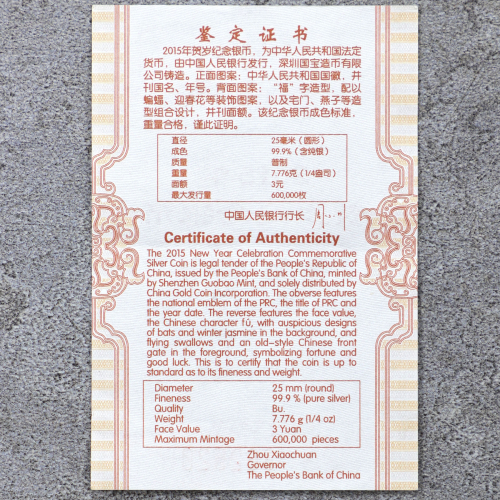 鉴定证书
2015年贺岁纪念银币，为中华人民共和国法定
货币，由中国人民银行发行，深圳国宝造币有限
公司铸造。正面图案：中华人民共和国国徽，并
刊国名、年号。背面图案：“福”字造型，配以
蝙蝠、迎春花等装饰图案，以及宅门、燕子等造
型组合设计，并刊面额。该纪念银币成色标准，
重量合格，谨此证明。
直径 25毫米（圆形）
成色 99.9%（含纯银）
质量 普制
重量 7.776克（1/4盎司）
面额 3元
最大发行量 600,000枚
中国人民银行行长
Certificate of Authenticity
The 2015 New Year Celebration Commemorative
Silver Coin is legal tender of the People's Republic of
China, issued by the People's Bank of China, minted
by Shenzhen Guobao Mint, and solely distributed by
China Gold Coin Incorporation. The obverse features
the national emblem of the PRC, the title of PRC and
the year date. The reverse features the face value,
the Chinese character fú, with auspicious designs
of bats and winter jasmine in the background, and
flying swallows and an old-style Chinese front
gate in the foreground, symbolizing fortune and
good luck. This is to certify that the coin is up to
standard as to its fineness and weight.
Diameter 25 mm (round)
Fineness 99.9 % (pure silver)
Quality Bu.
Weight 7.776 g (1/4 oz)
Face Value 3 Yuan
Maximum Mintage 600,000 pieces
Zhou Xiaochuan
Governor
The People's Bank of China